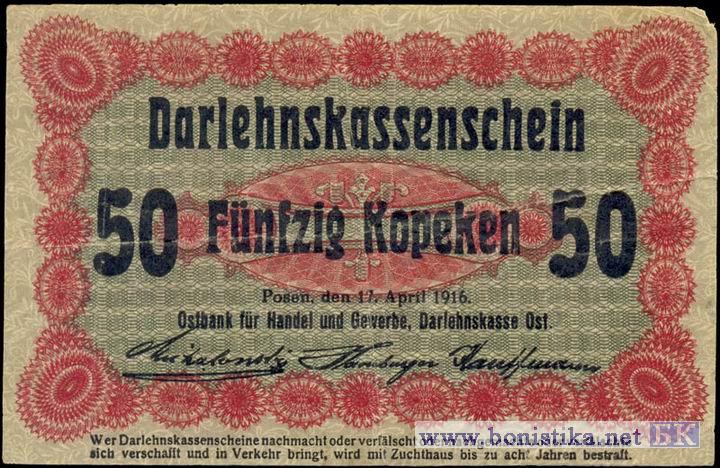 Darlehnskassenschein
50 Fünfzig Kopeken 50
Posen, den 17. April 1916.
Ostbank für Handel und Gewerbe, Darlehnskasse Ost.
Hamburger Kauffmann
Wer Darlehnskassenscheine nachmacht oder verfälscht
www.bonistika.net БК
sich verschafft und in Verkehr bringt, wird mit Zuchthaus bis zu acht Jahren bestraft.